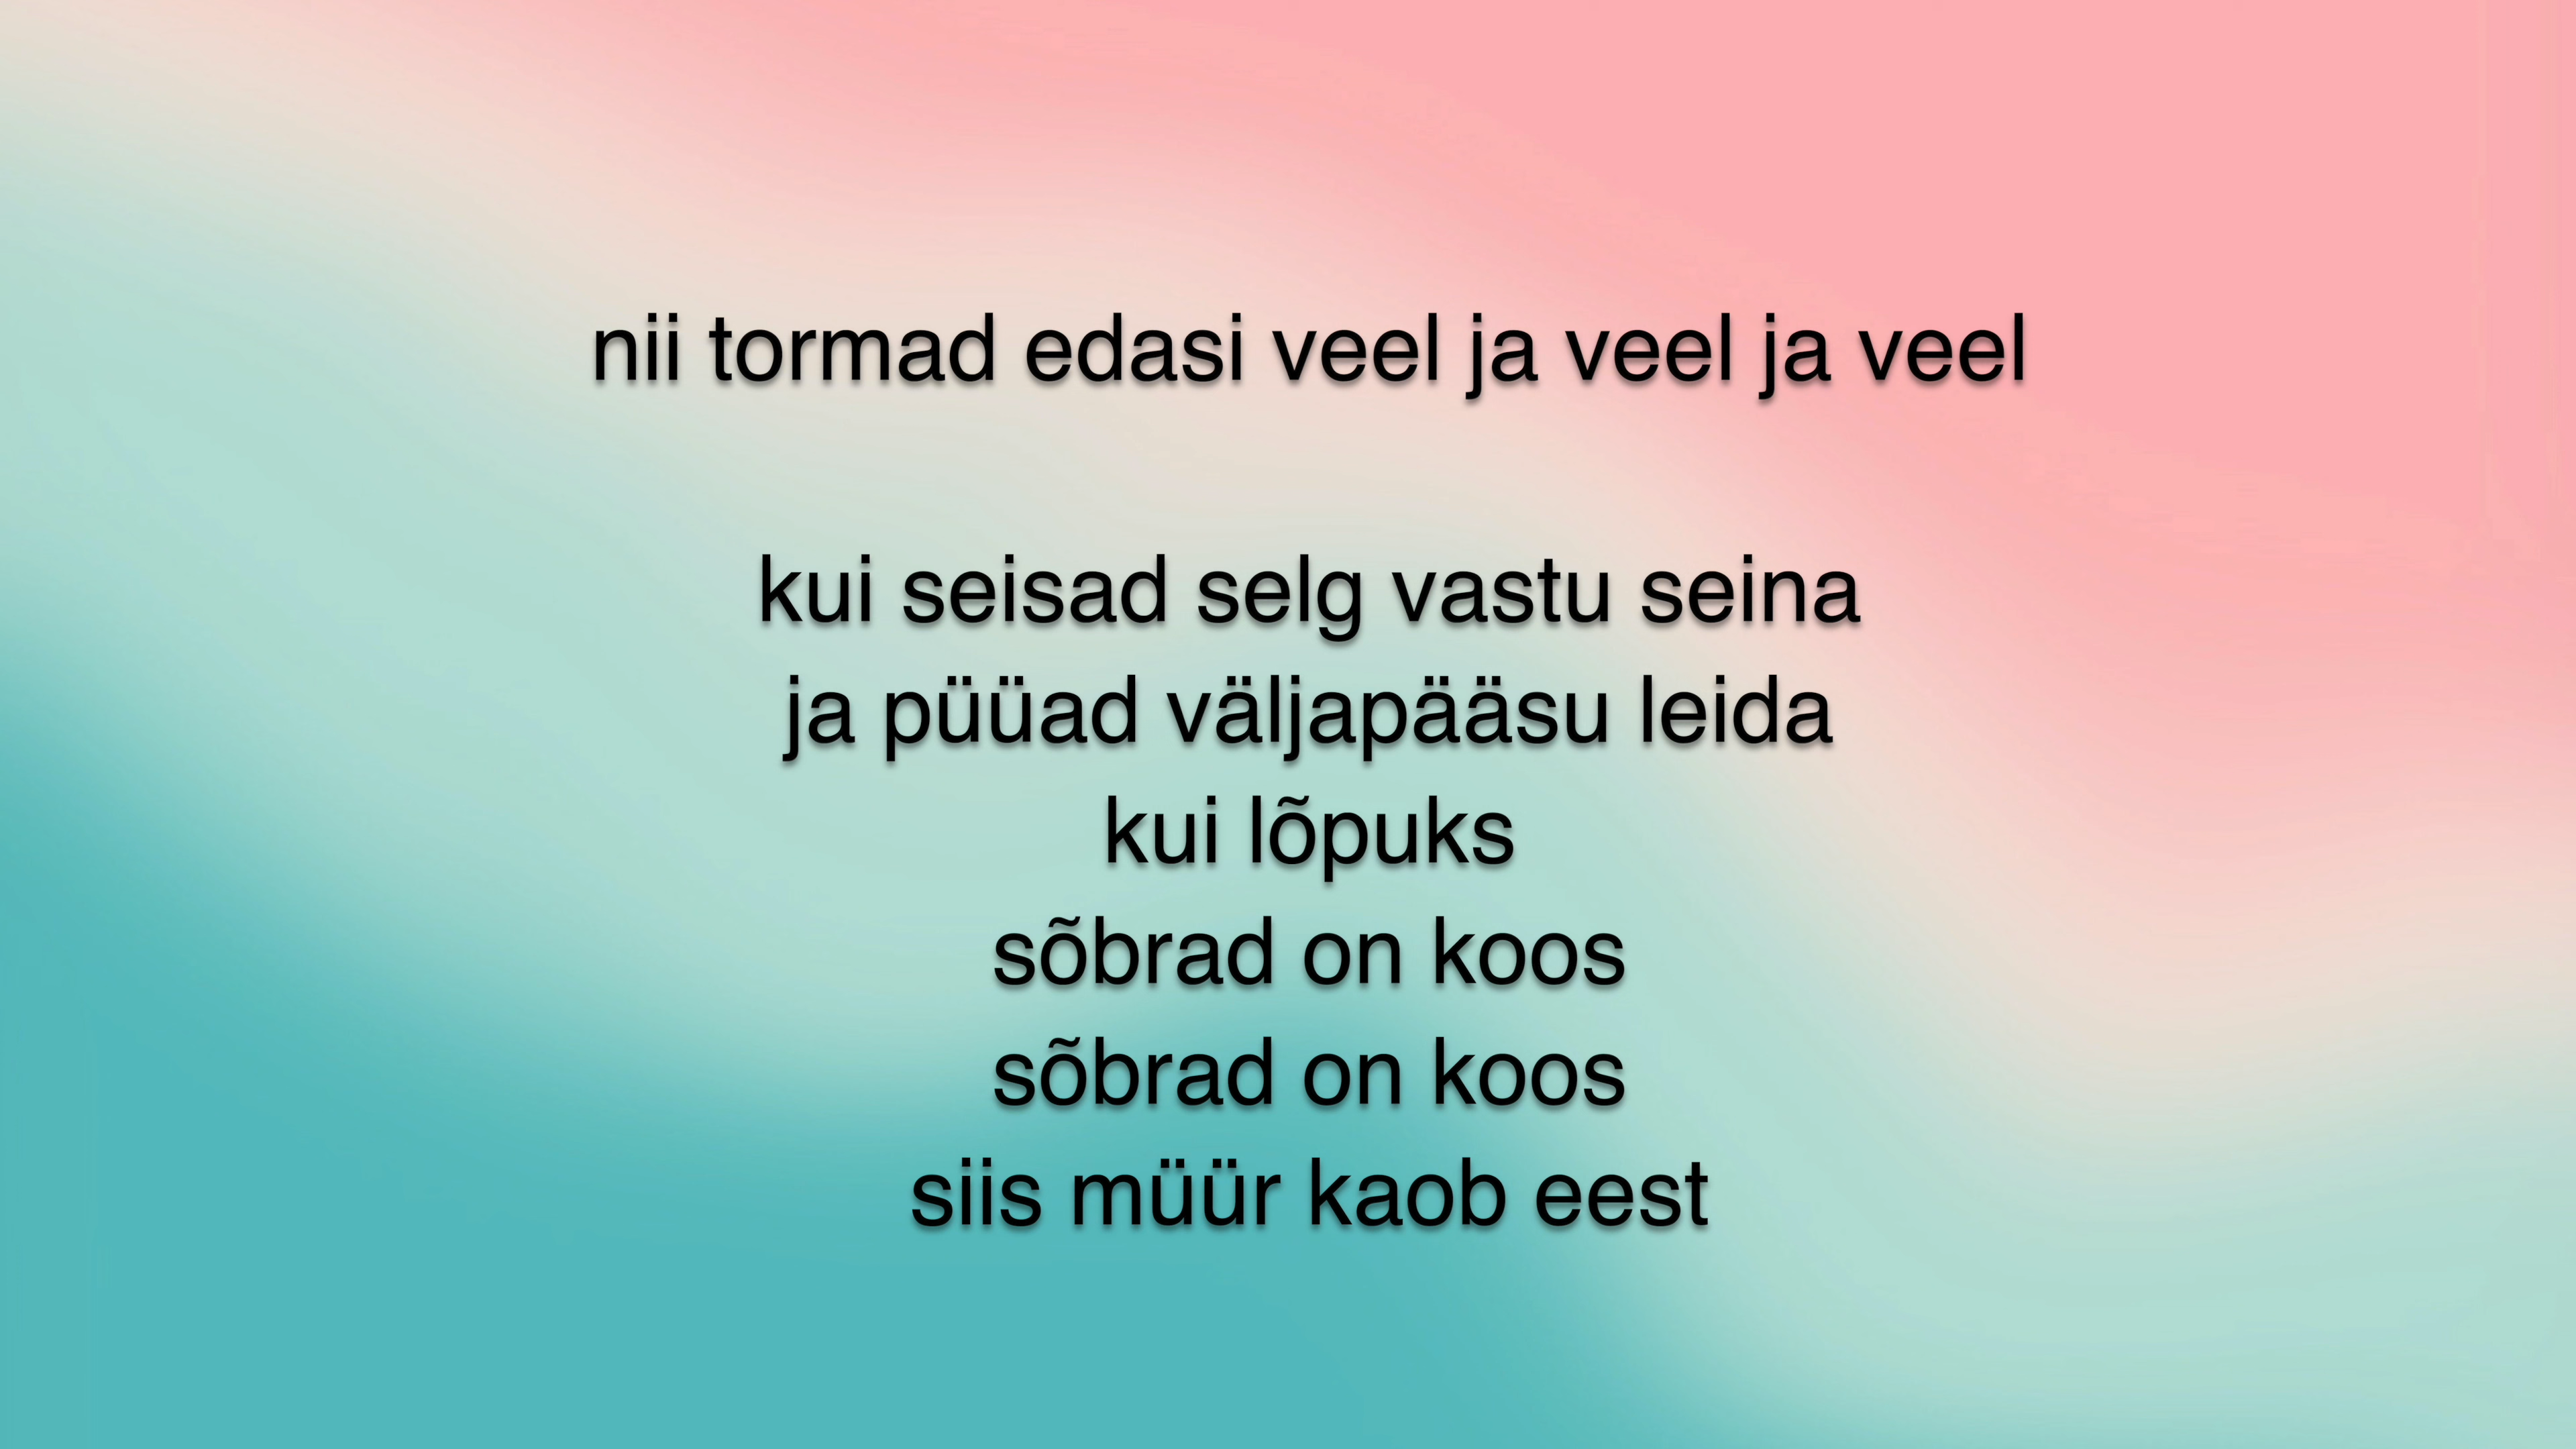 nii tormad edasi veel ja veel ja veel
kui seisad selg vastu seina
ja püüad väljapääsu leida
kui lõpuks
sõbrad on koos
sõbrad on koos
siis müür kaob eest